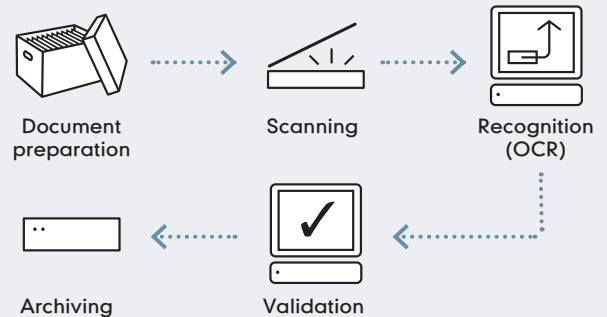 Document
preparation
Scanning
Recognition
(OCR)
Validation
Archiving